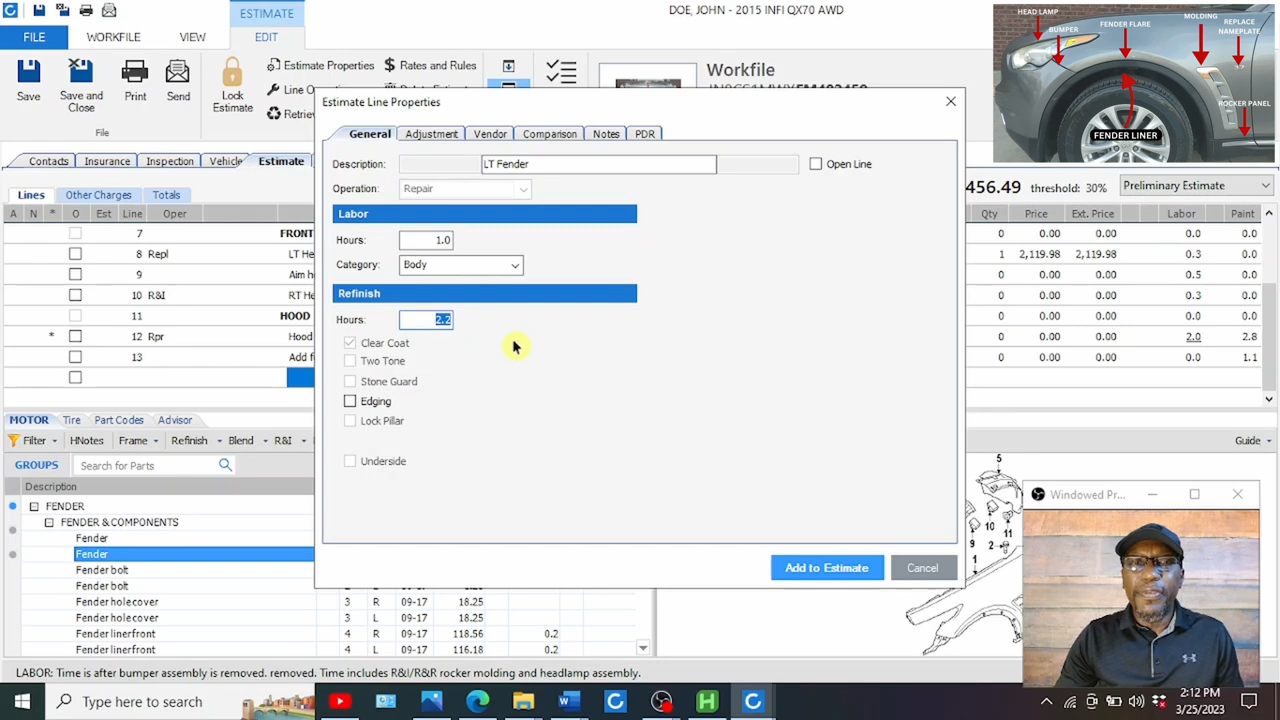 ESTIMATE
DOE, JOHN - 2015 INFI QX70 AWD
FILE
WORKFILE
VIEW
EDIT
Save
Save and Close
Print
Send
File
Lock Estimate
Estimate Properties
Rates and Rules
Workfile
HEAD LAMP
BUMPER
FENDER FLARE
MOLDING
REPLACE NAMEPLATE
ROCKER PANEL
FENDER LINER
Contacts
Insurance
Inspection
Estimate
Lines
Other Charges
Totals
456.49
threshold: 30%
Preliminary Estimate
A N * O Est Line Oper
Qty Price Ext. Price Labor Paint
7 FRONT
0 0.00 0.00 0.0 0.0
8 Repl LT He
1 2,119.98 2,119.98 0.3 0.0
9 Aim h
0 0.00 0.00 0.5 0.0
10 R&I RT He
0 0.00 0.00 0.3 0.0
11 HOOD
0 0.00 0.00 0.0 0.0
* 12 Rpr Hood
0 0.00 0.00 2.0 2.8
13 Add f
0 0.00 0.00 0.0 1.1
Estimate Line Properties
General
Adjustment
Vendor
Comparison
Notes
PDR
Description:
LT Fender
Open Line
Operation:
Repair
Labor
Hours:
1.0
Category:
Body
Refinish
Hours:
2.2
Clear Coat
Two Tone
Stone Guard
Edging
Lock Pillar
Underside
Add to Estimate
Cancel
MOTOR
Tire
Part Codes
Advisor
Filter
HNotes
Frame
Refinish
Blend
R&I
Guide
GROUPS
Search for Parts
Description
FENDER
FENDER & COMPONENTS
Fender
Fender
Fender bolt
Fender bolt
Fender holecover 3 R 09-17 18.25
Fender holecover 3 L 09-17 18.25
Fender linerfront 4 R 09-17 118.56 0.2
Fender linerfront 4 L 09-17 116.18 0.2
5
10
9
11
2
1
Windowed Pr...
LABOR: Time is after bumper assembly is removed. removed. Time includes R&I/R&R rocker molding and headlamp assembly.
Type here to search
2:12 PM
3/25/2023